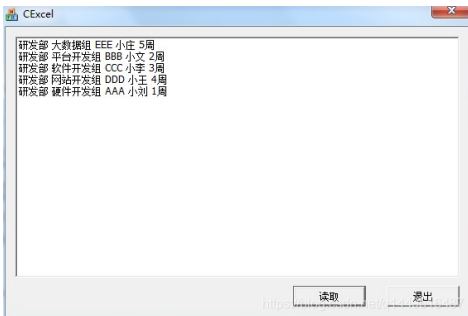 CExcel
研发部 大数据组 EEE 小庄 5周
研发部 平台开发组 BBB 小文 2周
研发部 软件开发组 CCC 小李 3周
研发部 网站开发组 DDD 小王 4周
研发部 硬件开发组 AAA 小刘 1周
读取
退出